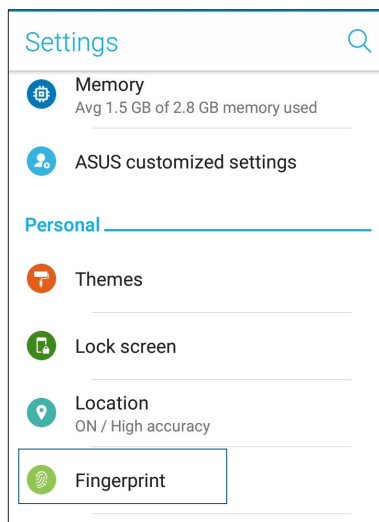 Settings
Memory
Avg 1.5 GB of 2.8 GB memory used
ASUS customized settings
Personal
Themes
Lock screen
Location
ON / High accuracy
Fingerprint